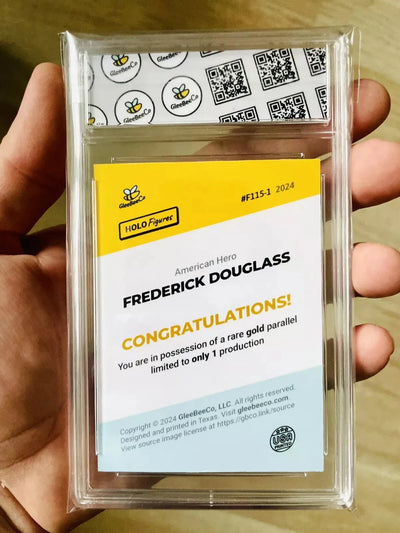 GleeBeeCo
GleeBeeCo
GleeBeeCo
GleeBeeCo
HOLO Figures
#F115-1 2024
American Hero
FREDERICK DOUGLASS
CONGRATULATIONS!
You are in possession of a rare gold parallel
limited to only 1 production
Copyright © 2024 GleeBeeCo, LLC. All rights reserved.
Designed and printed in Texas. Visit gleebeeco.com.
View source image license at https://gbco.link/source
USA
PRINTED